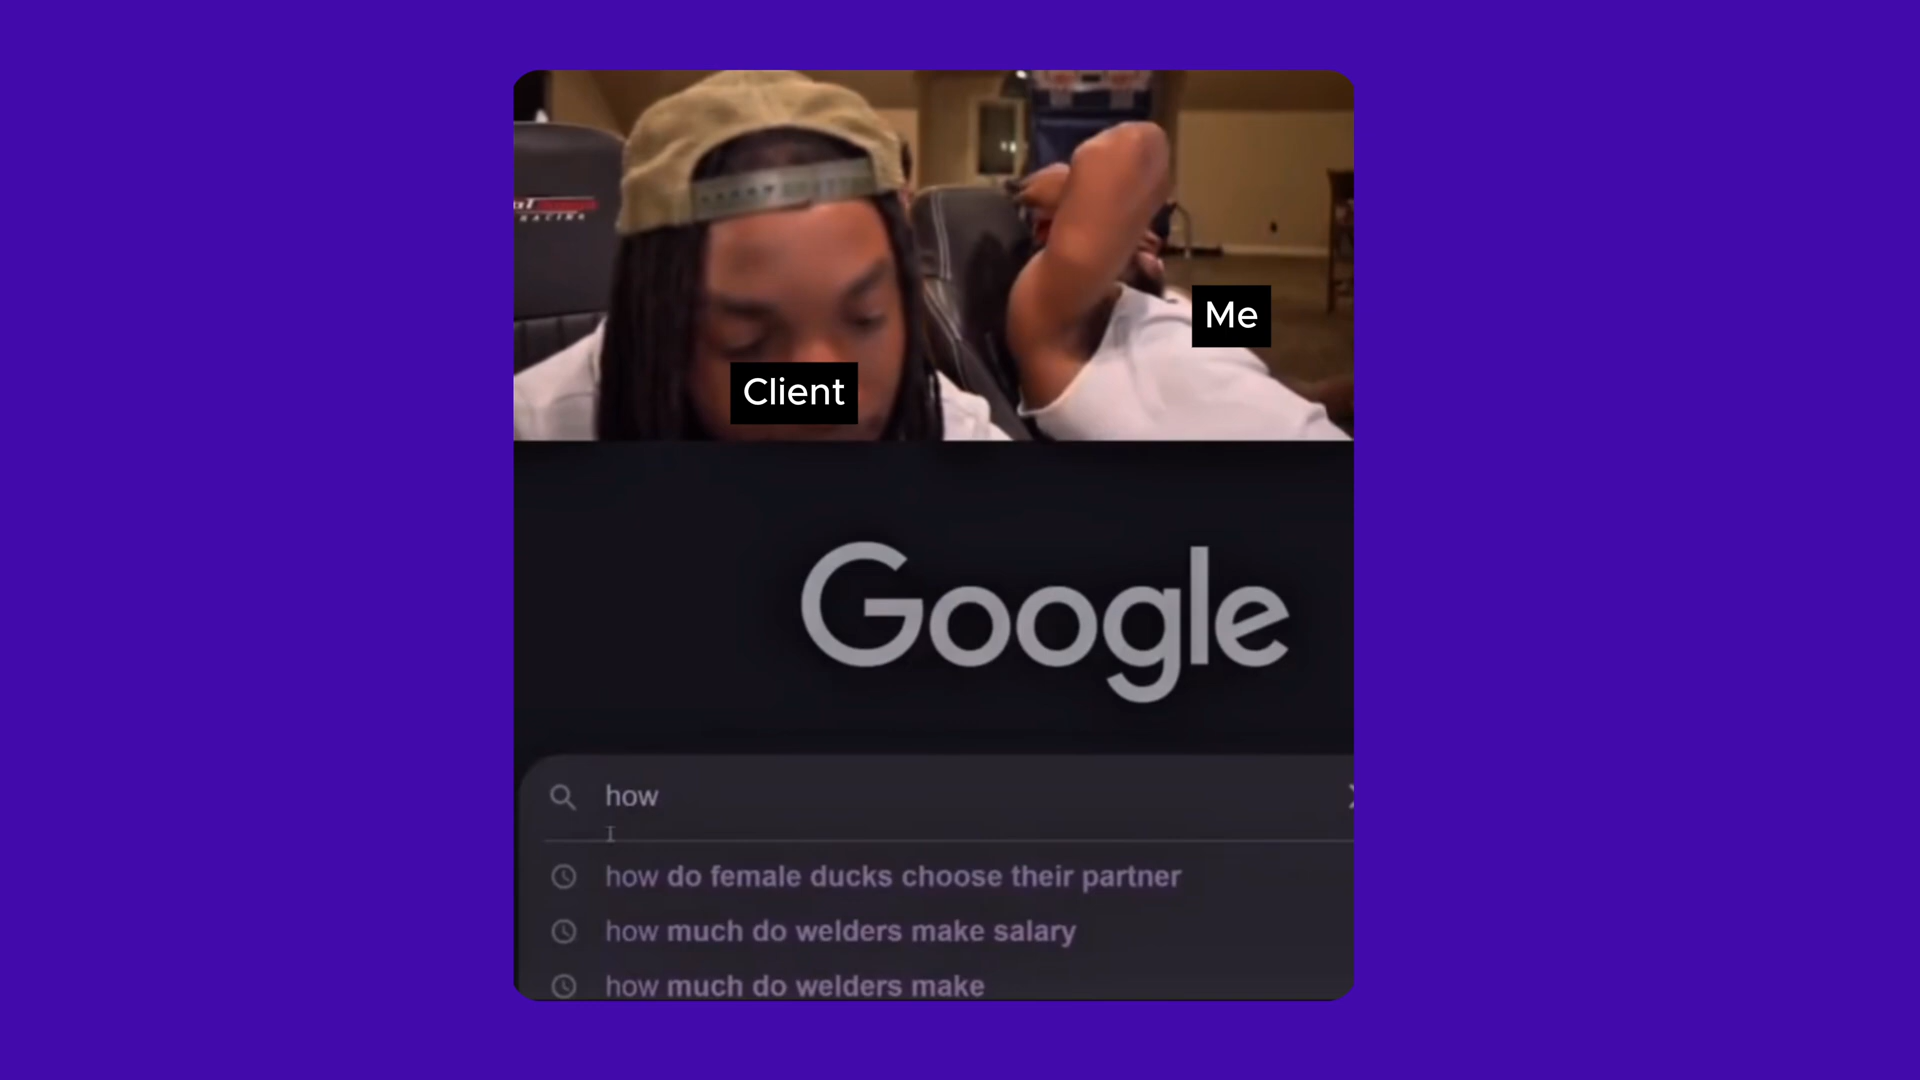 RACING
Me
Client
Google
how
how do female ducks choose their partner
how much do welders make salary
how much do welders make